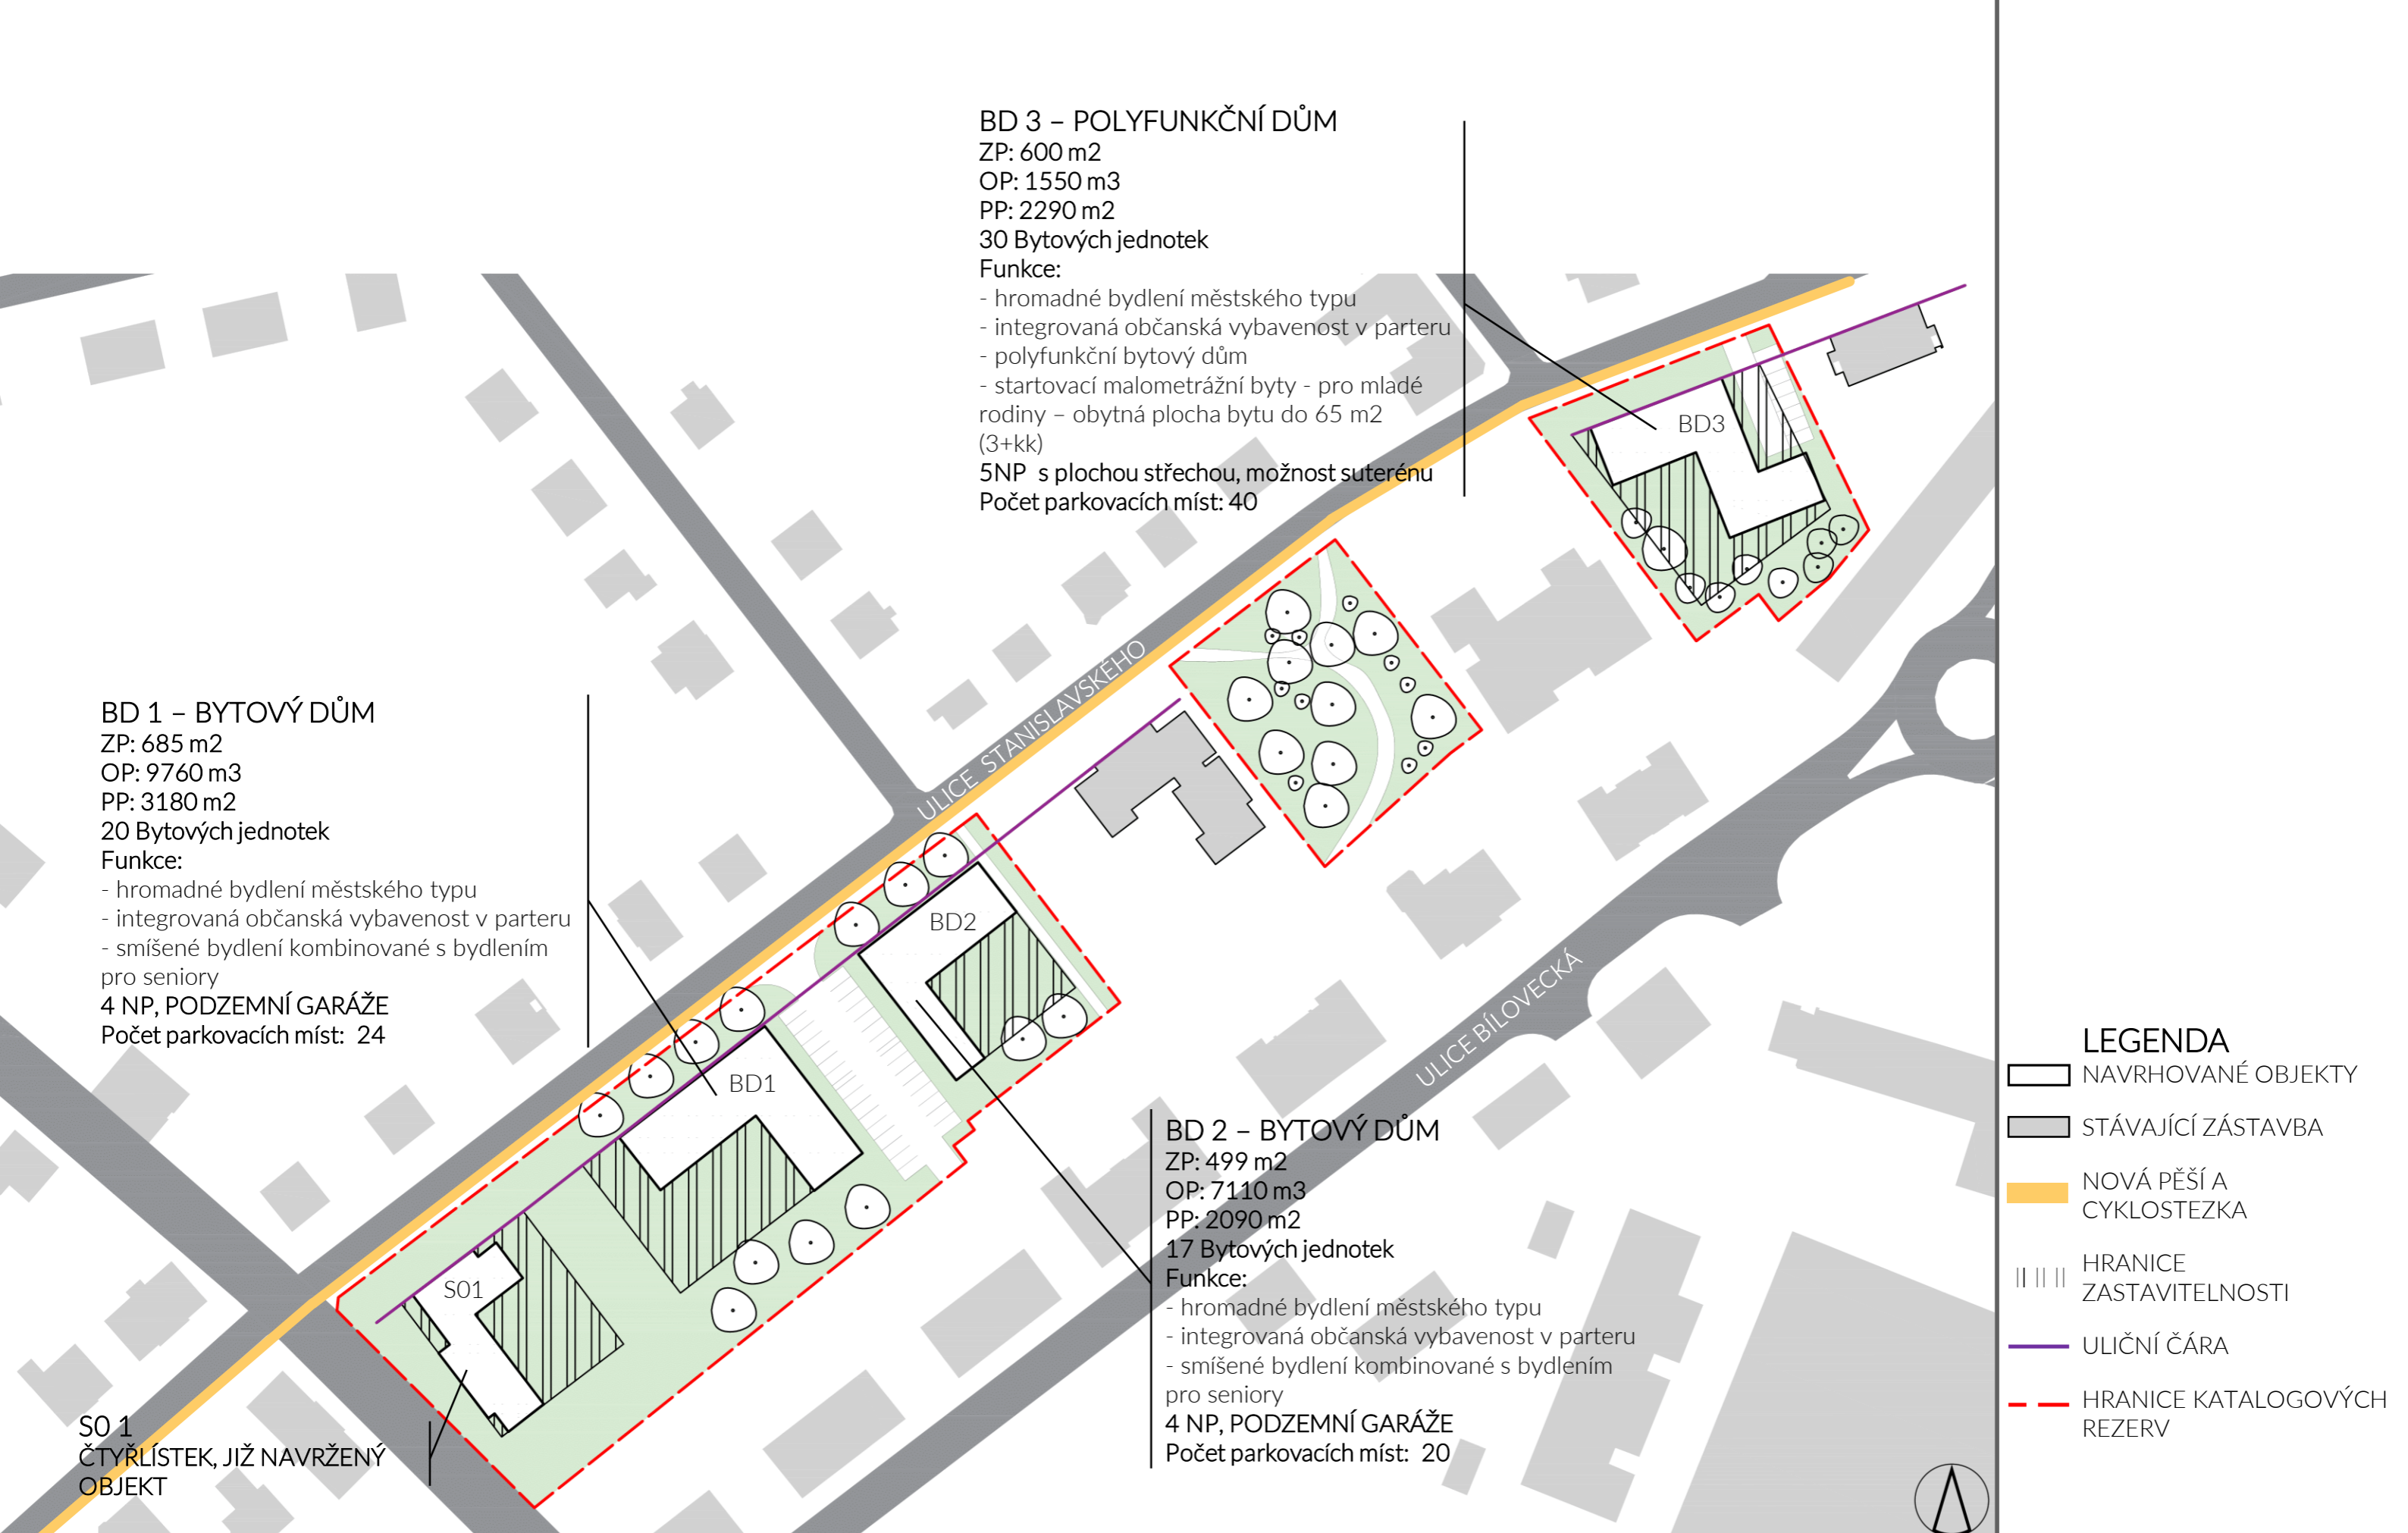 BD 3 – POLYFUNKČNÍ DŮM
ZP: 600 m2
OP: 1550 m3
PP: 2290 m2
30 Bytových jednotek
Funkce:
- hromadné bydlení městského typu
- integrovaná občanská vybavenost v parteru
- polyfunkční bytový dům
- startovací malometrážní byty - pro mladé
rodiny – obytná plocha bytu do 65 m2
(3+kk)
5NP s plochou střechou, možnost suterénu
Počet parkovacích míst: 40
BD3
ULICE STANISLAVSKÉHO
BD 1 – BYTOVÝ DŮM
ZP: 685 m2
OP: 9760 m3
PP: 3180 m2
20 Bytových jednotek
Funkce:
- hromadné bydlení městského typu
- integrovaná občanská vybavenost v parteru
- smíšené bydlení kombinované s bydlením
pro seniory
4 NP, PODZEMNÍ GARÁŽE
Počet parkovacích míst: 24
BD2
BD1
S01
ULICE BÍLOVECKÁ
BD 2 – BYTOVÝ DŮM
ZP: 499 m2
OP: 7110 m3
PP: 2090 m2
17 Bytových jednotek
Funkce:
- hromadné bydlení městského typu
- integrovaná občanská vybavenost v parteru
- smíšené bydlení kombinované s bydlením
pro seniory
4 NP, PODZEMNÍ GARÁŽE
Počet parkovacích míst: 20
SO 1
ČTYŘLÍSTEK, JIŽ NAVRŽENÝ
OBJEKT
LEGENDA
NAVRHOVANÉ OBJEKTY
STÁVAJÍCÍ ZÁSTAVBA
NOVÁ PĚŠÍ A
CYKLOSTEZKA
HRANICE
ZASTAVITELNOSTI
ULIČNÍ ČÁRA
HRANICE KATALOGOVÝCH
REZERV